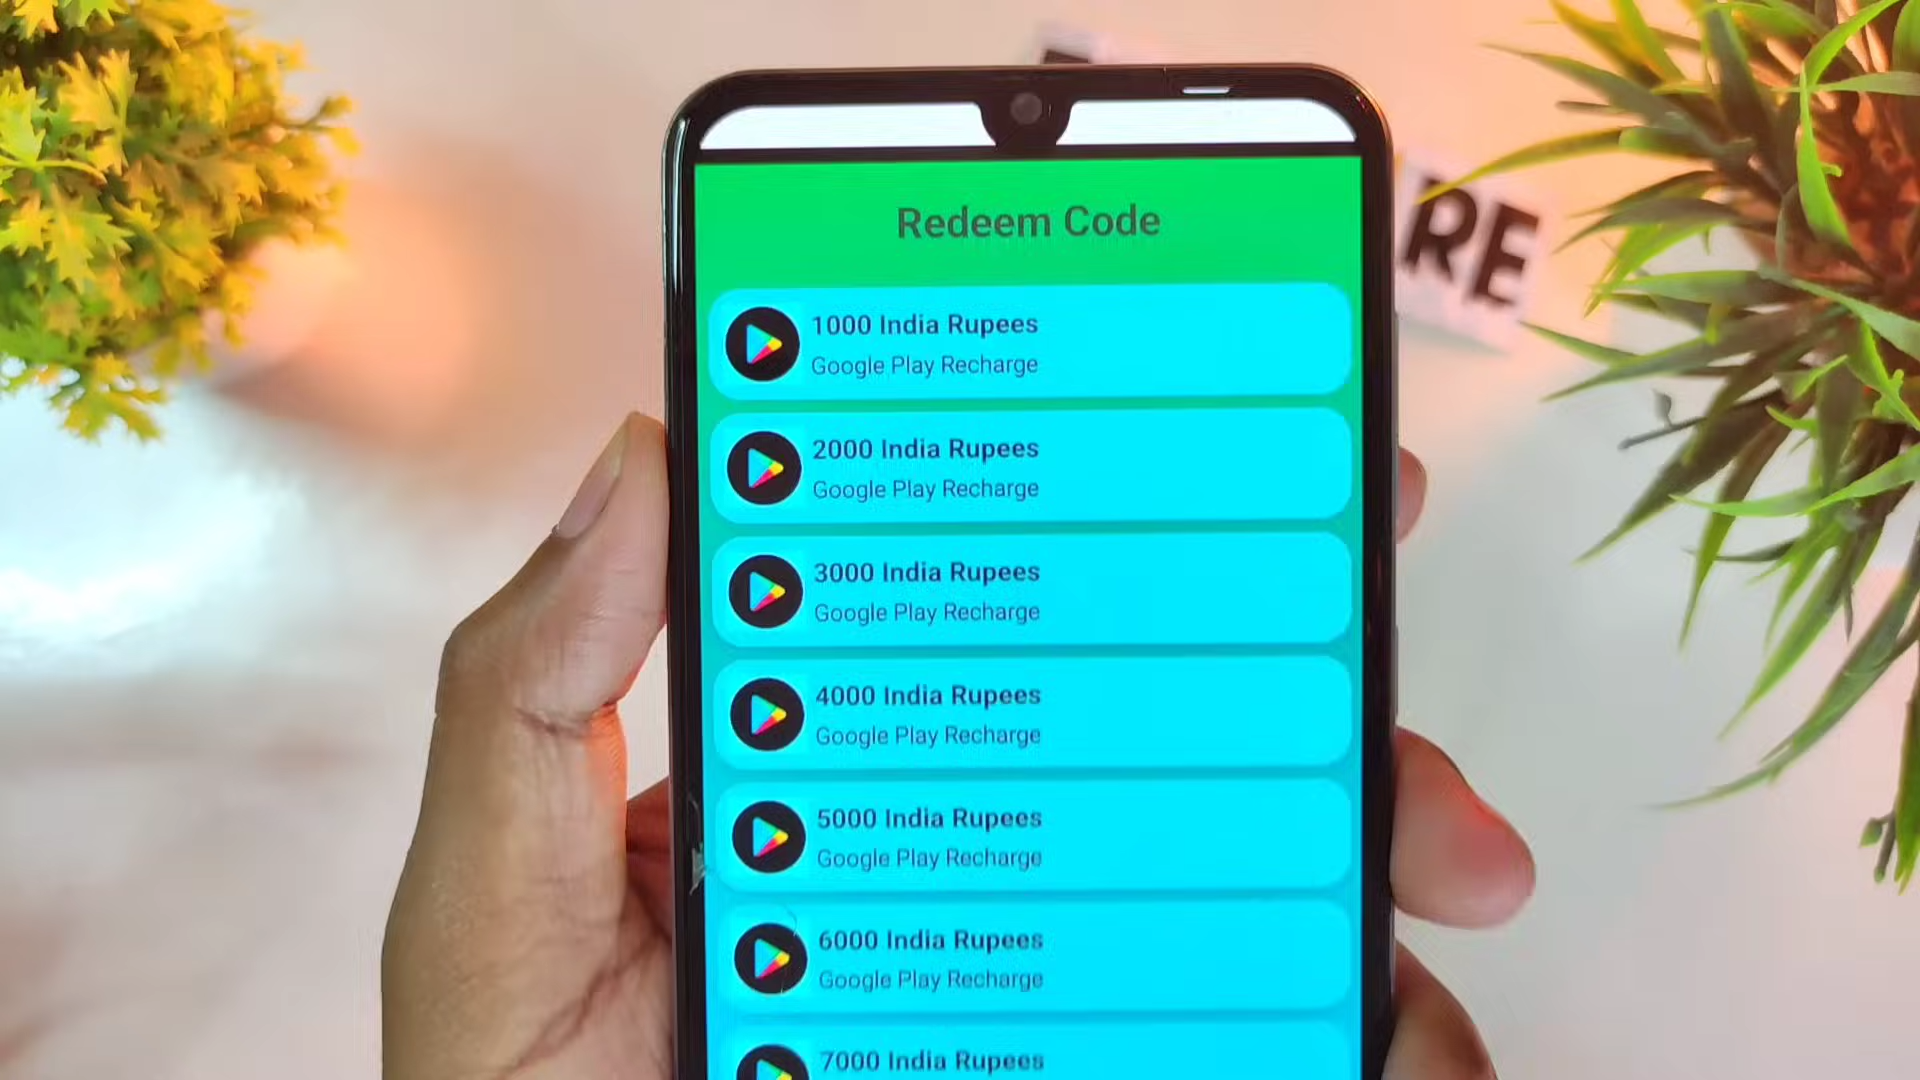 Redeem Code
RE
1000 India Rupees
Google Play Recharge
2000 India Rupees
Google Play Recharge
3000 India Rupees
Google Play Recharge
4000 India Rupees
Google Play Recharge
5000 India Rupees
Google Play Recharge
6000 India Rupees
Google Play Recharge
7000 India Rupees